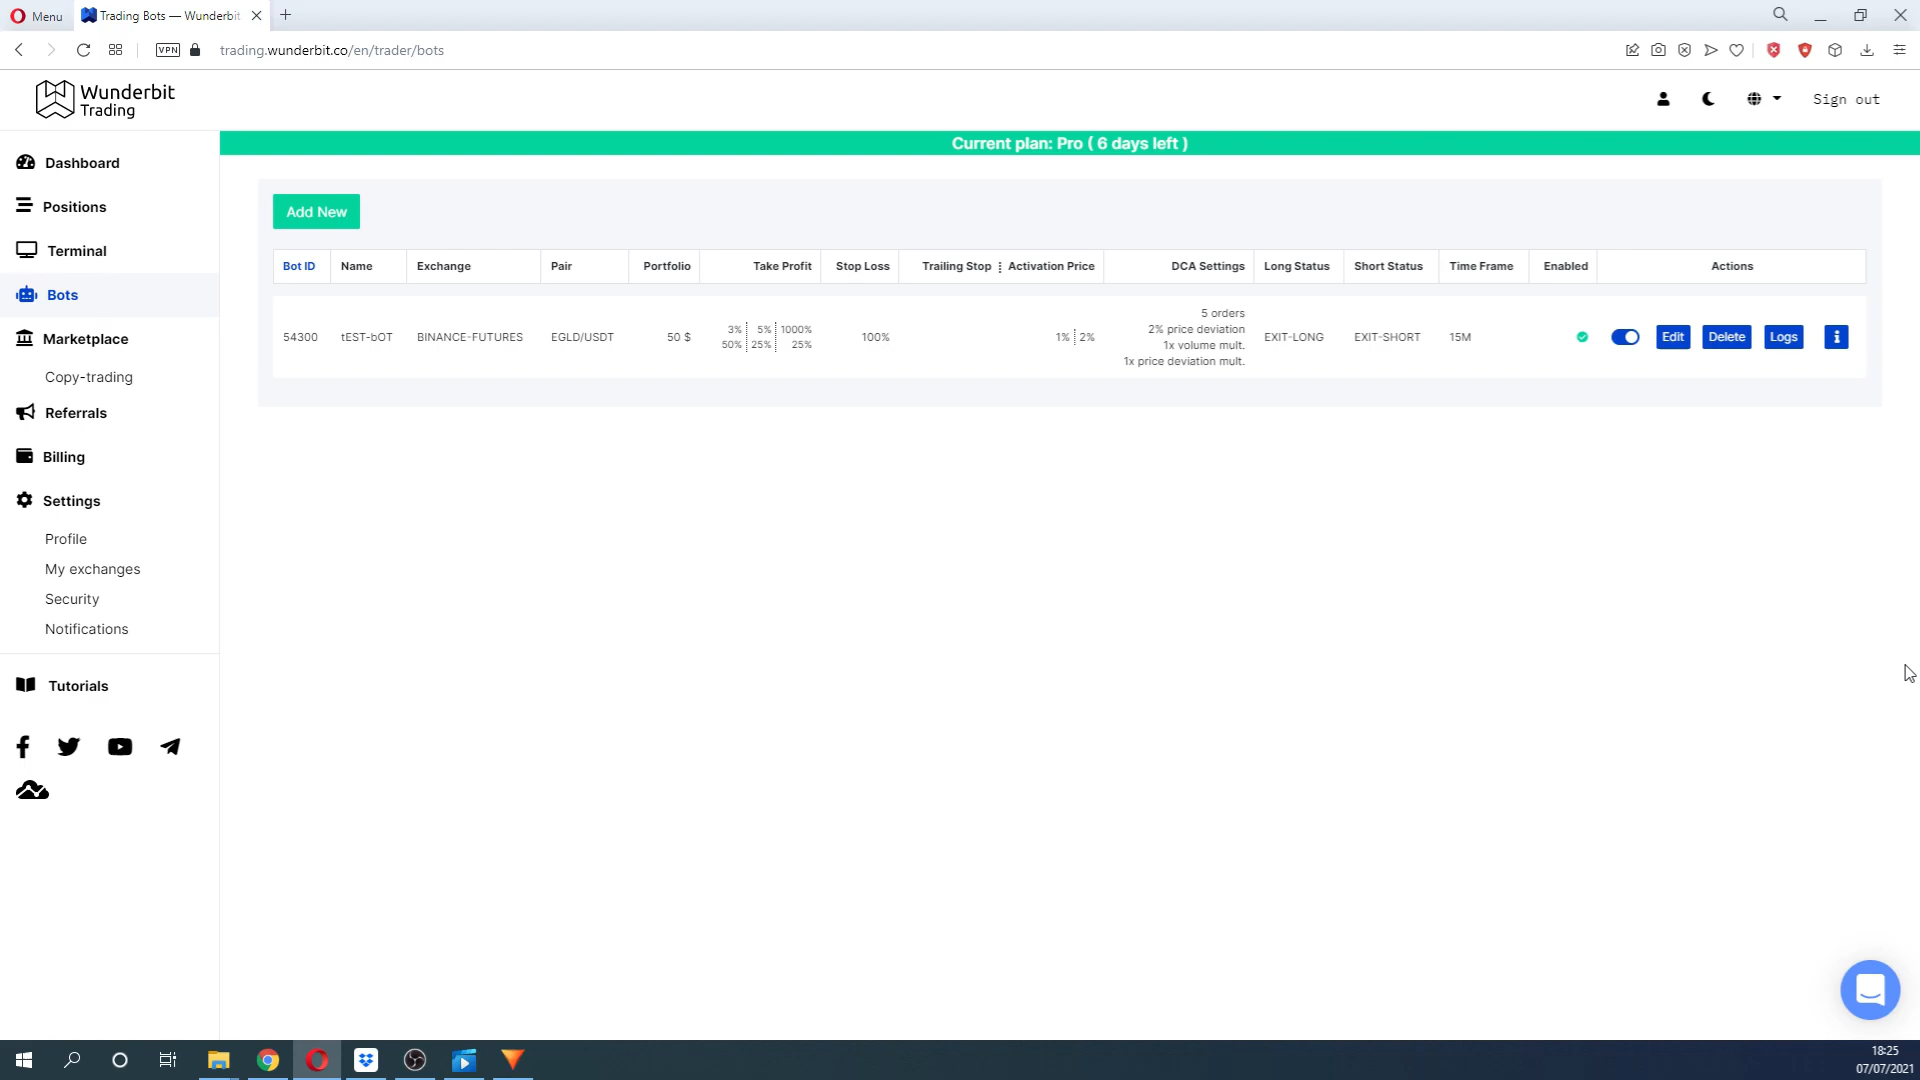 Menu
Trading Bots — Wunderbit
VPN
trading.wunderbit.co/en/trader/bots
Wunderbit
Trading
Sign out
Current plan: Pro ( 6 days left )
Dashboard
Positions
Terminal
Bots
Marketplace
Copy-trading
Referrals
Billing
Settings
Profile
My exchanges
Security
Notifications
Tutorials
Add New
Bot ID Name Exchange Pair Portfolio Take Profit Stop Loss Trailing Stop Activation Price DCA Settings Long Status Short Status Time Frame Enabled Actions
54300 tEST-bOT BINANCE-FUTURES EGLD/USDT 50 $
3% 5% 1000%
50% 25% 25%
100%
1% 2%
5 orders
2% price deviation
1x volume mult.
1x price deviation mult.
EXIT-LONG EXIT-SHORT 15M Edit Delete Logs
18:25
07/07/2021